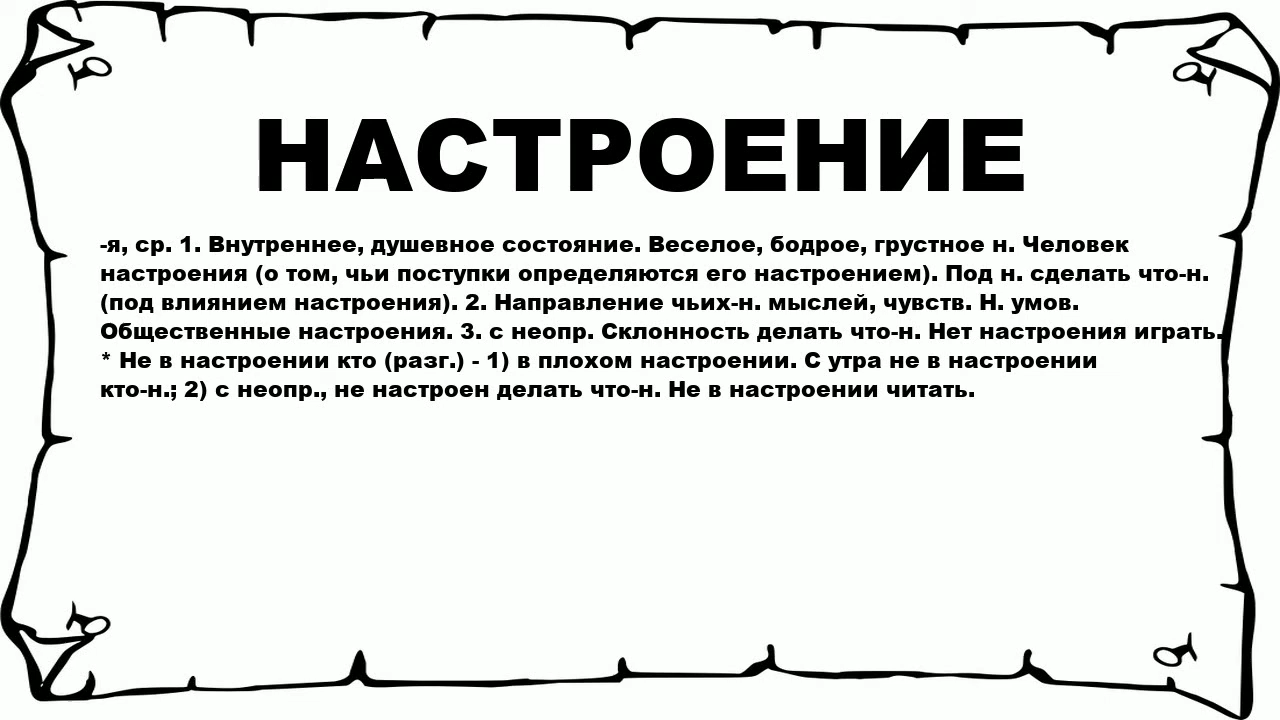 НАСТРОЕНИЕ
-я, ср. 1. Внутреннее, душевное состояние. Веселое, бодрое, грустное н. Человек
настроения (о том, чьи поступки определяются его настроением). Под н. сделать что-н.
(под влиянием настроения). 2. Направление чьих-н. мыслей, чувств. Н. умов.
Общественные настроения. 3. с неопр. Склонность делать что-н. Нет настроения играть.
* Не в настроении кто (разг.) - 1) в плохом настроении. С утра не в настроении
кто-н.; 2) с неопр., не настроен делать что-н. Не в настроении читать.